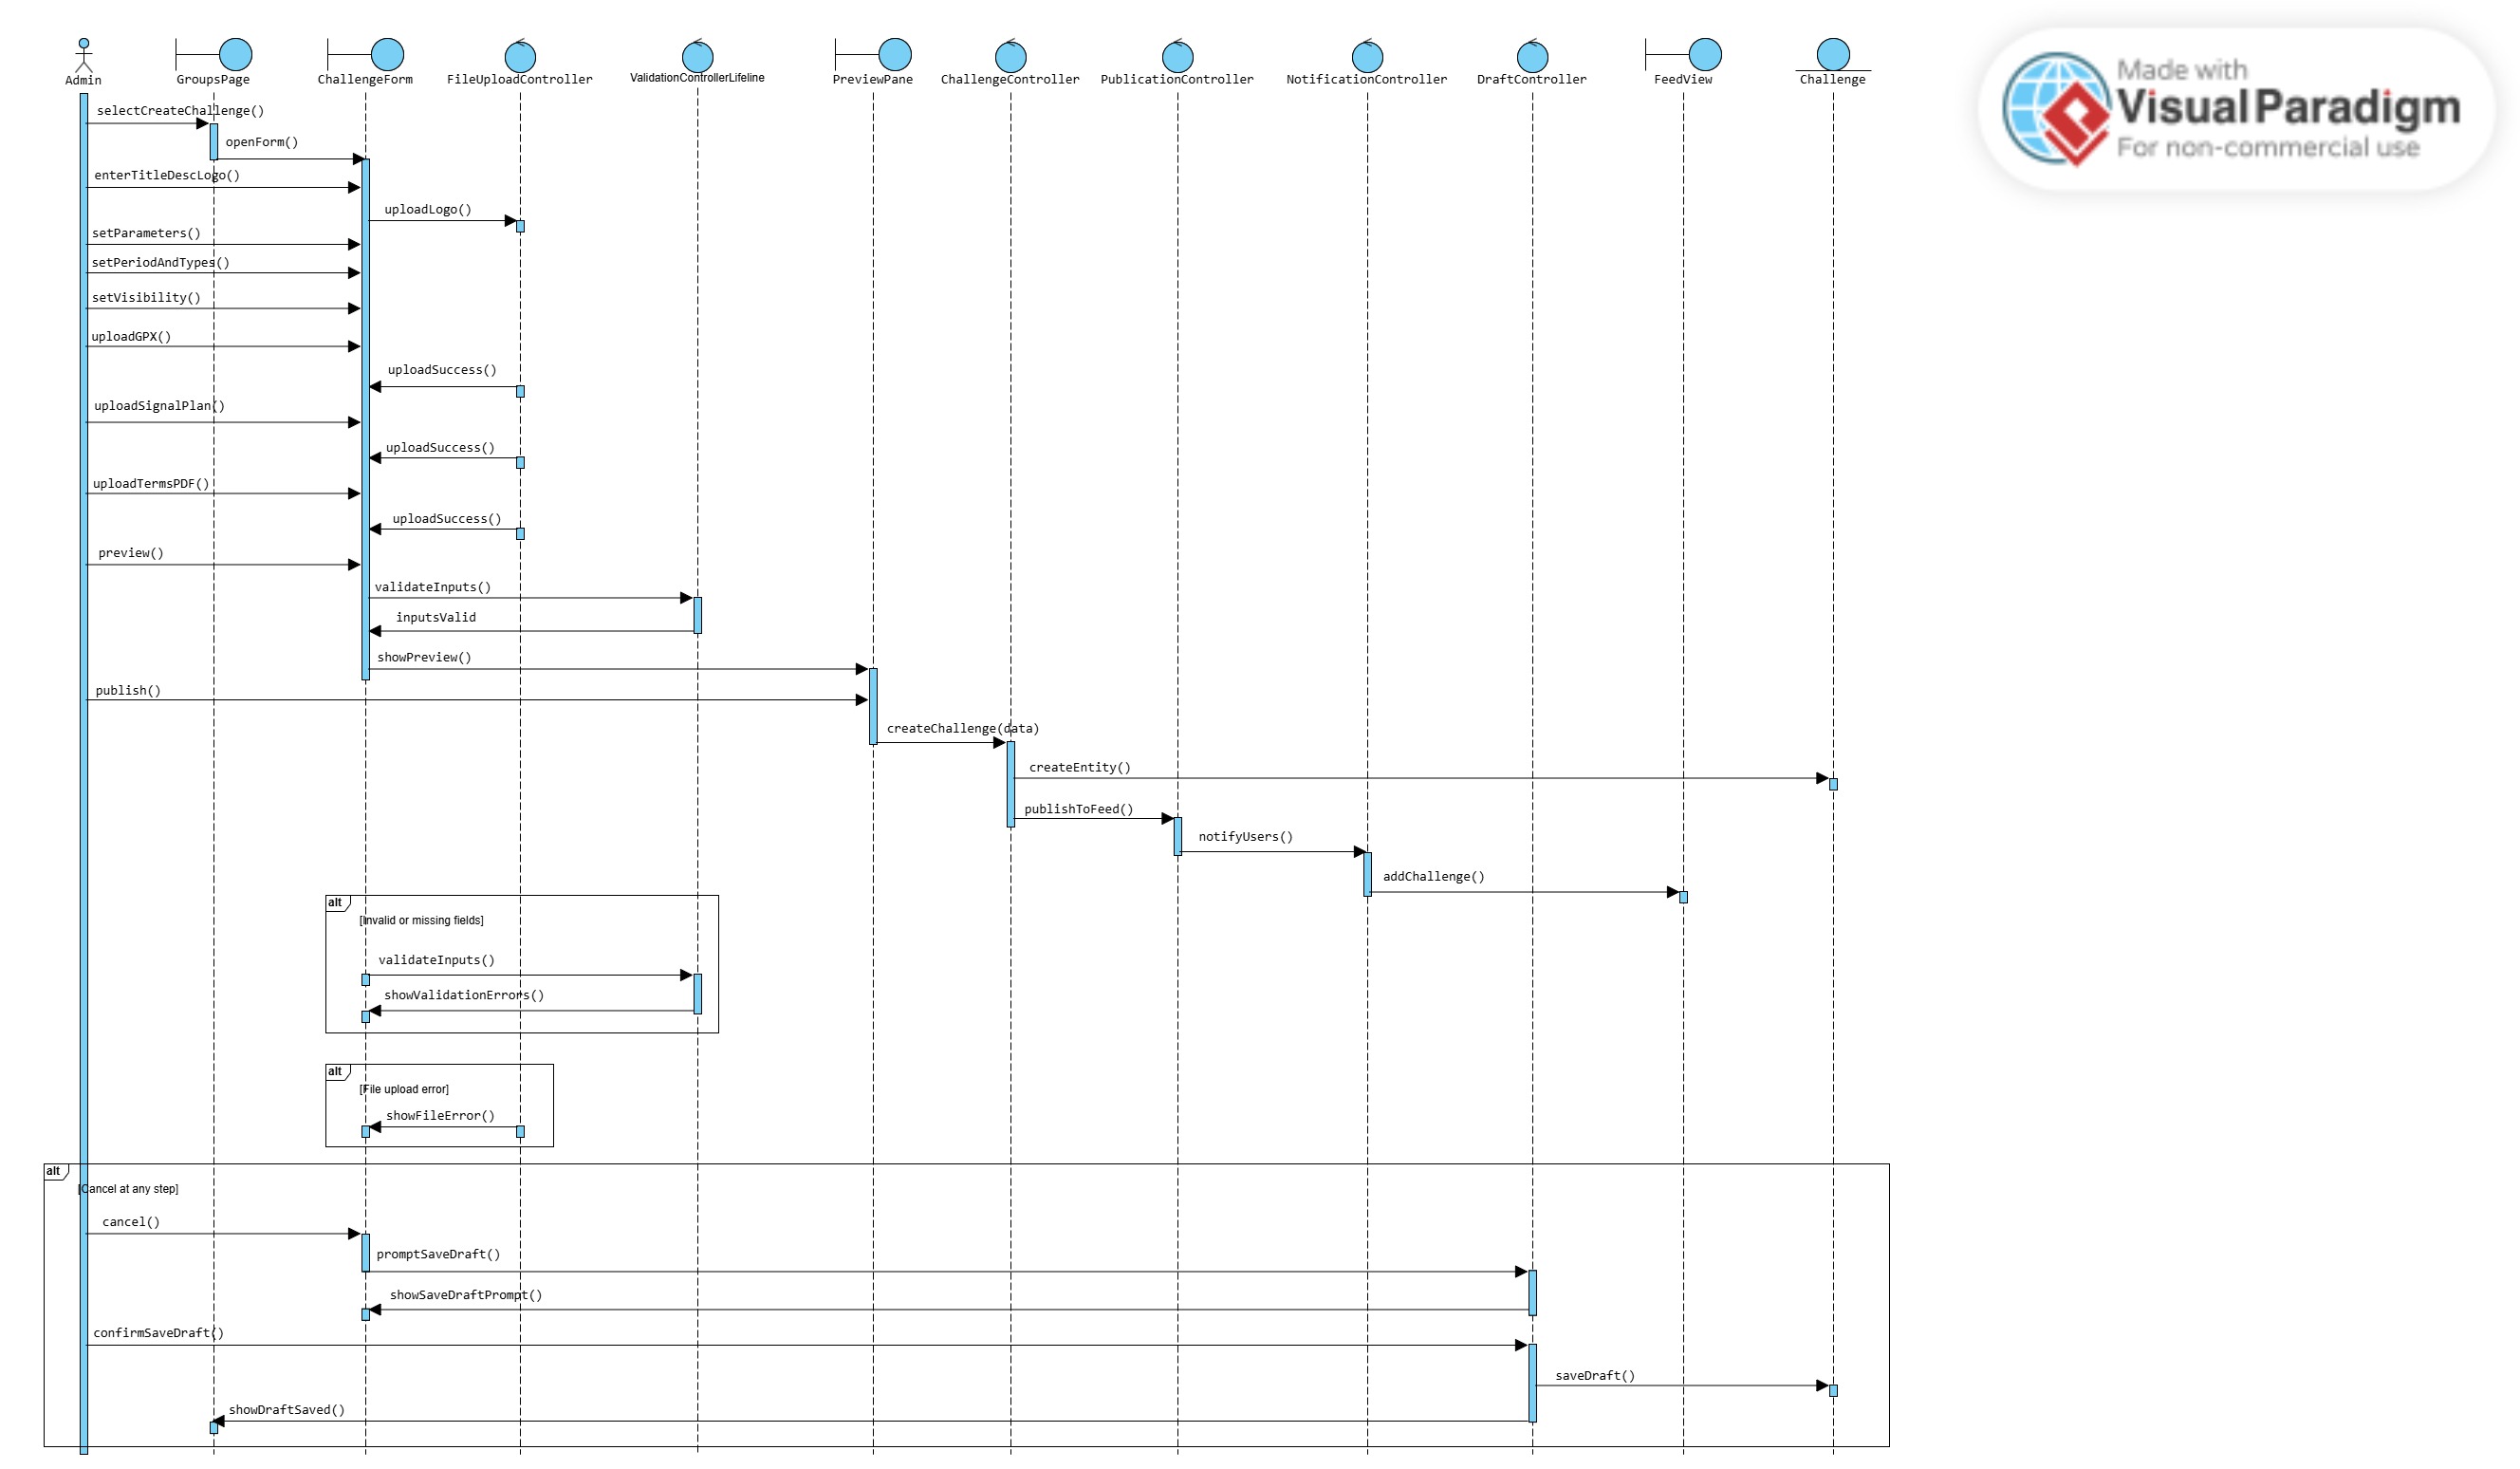 Made with
Visual Paradigm
For non-commercial use
Admin
GroupsPage
ChallengeForm
FileUploadController
ValidationControllerLifeline
PreviewPane
ChallengeController
PublicationController
NotificationController
DraftController
FeedView
Challenge
selectCreateChallenge()
openForm()
enterTitleDescLogo()
uploadLogo()
setParameters()
setPeriodAndTypes()
setVisibility()
uploadGPX()
uploadSuccess()
uploadSignalPlan()
uploadSuccess()
uploadTermsPDF()
uploadSuccess()
preview()
validateInputs()
inputsValid
showPreview()
publish()
createChallenge(data)
createEntity()
publishToFeed()
notifyUsers()
addChallenge()
alt
[Invalid or missing fields]
validateInputs()
showValidationErrors()
alt
[File upload error]
showFileError()
alt
[Cancel at any step]
cancel()
promptSaveDraft()
showSaveDraftPrompt()
confirmSaveDraft()
saveDraft()
showDraftSaved()